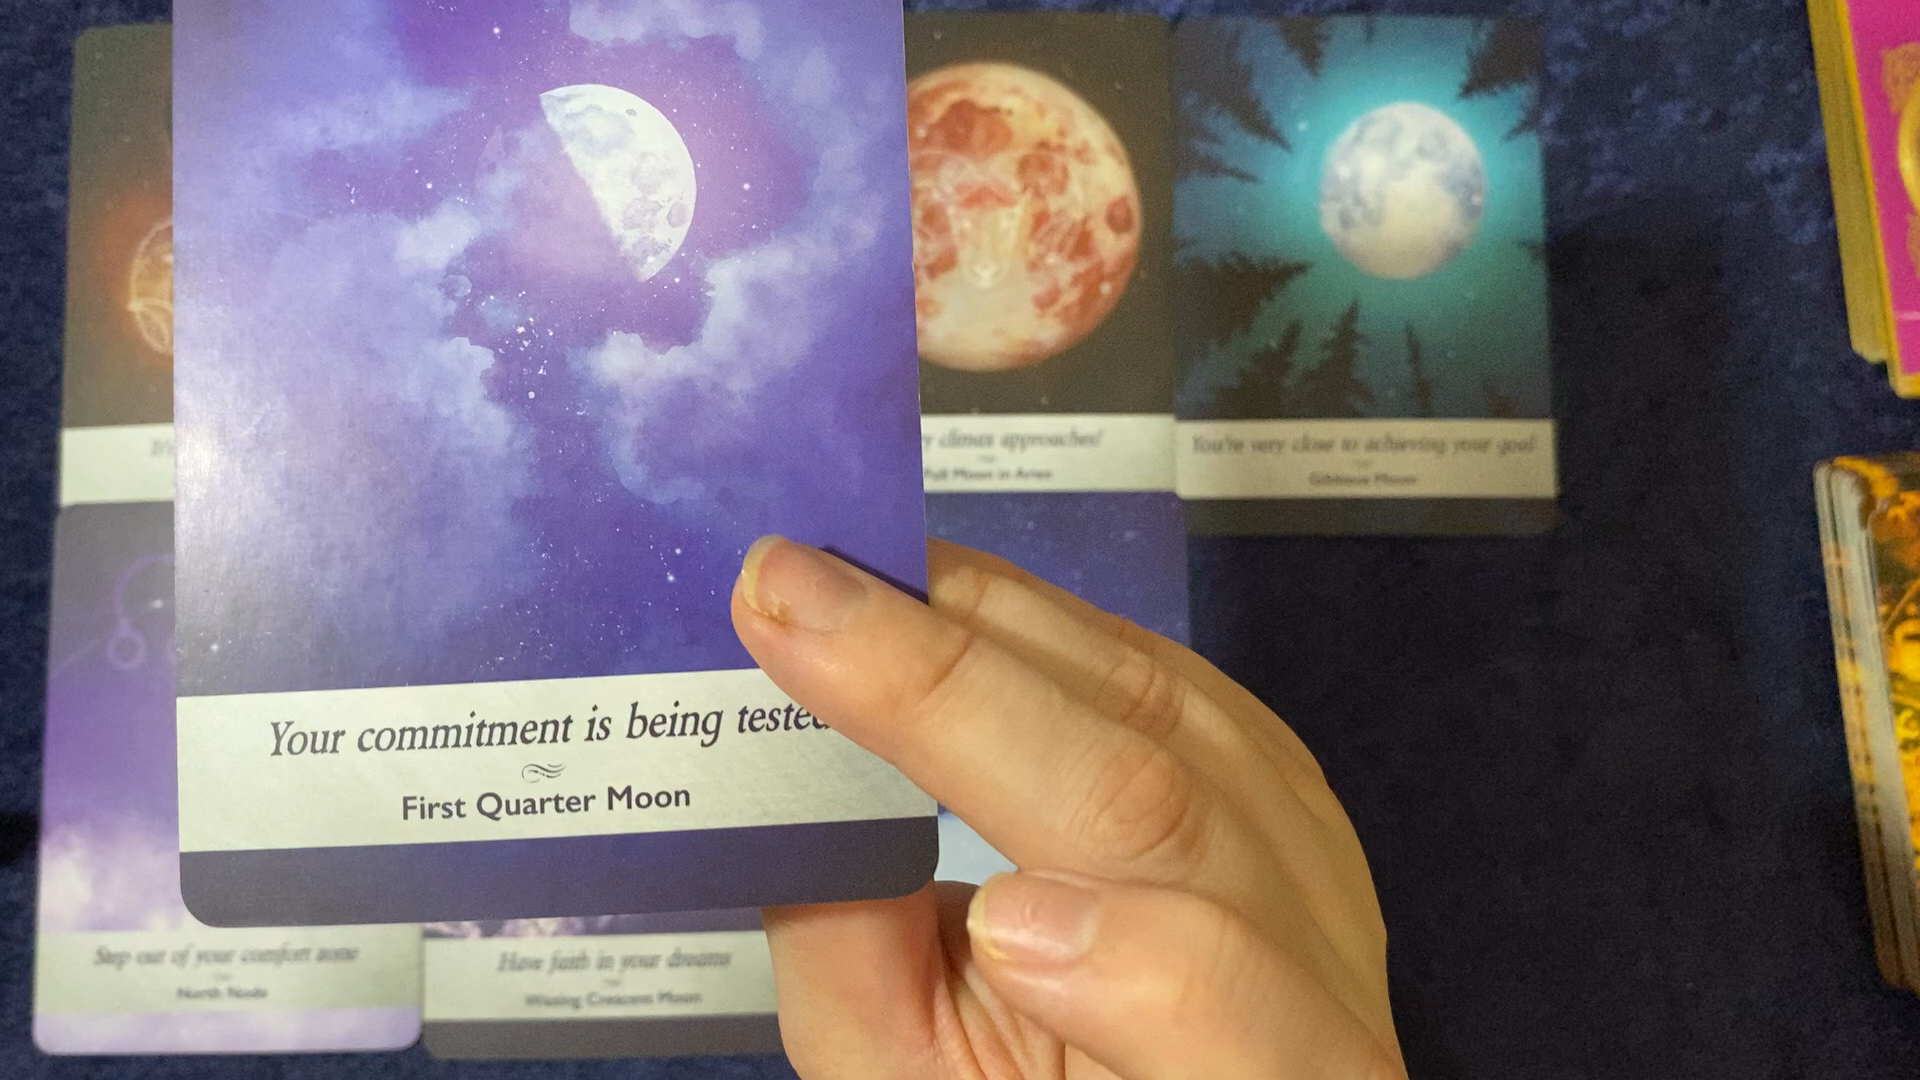 y climax approaches!
Full Moon in Aries
You're very close to achieving your goal
Gibbous Moon
Your commitment is being tested
First Quarter Moon
Step out of your comfort zone
North Node
Have faith in your dreams
Waxing Crescent Moon